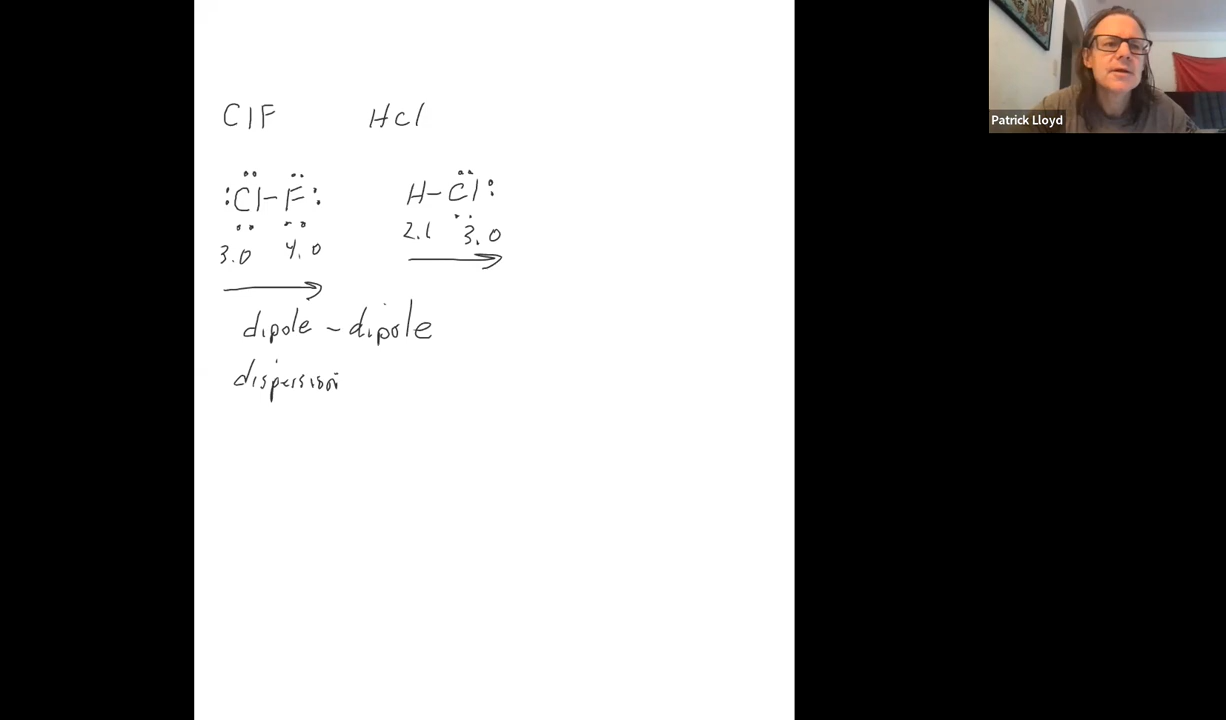 ClF HCl
:Cl-F: H-Cl:
3.0 4.0 2.1 3.0
dipole - dipole
dispersion
Patrick Lloyd